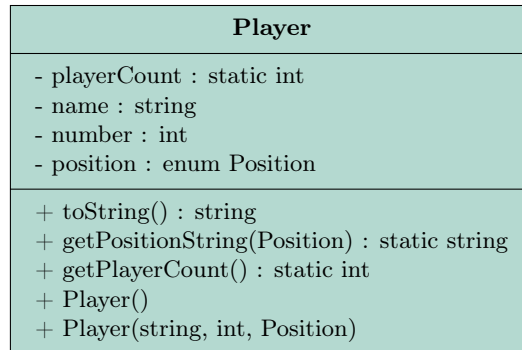 Player
- playerCount : static int
- name : string
- number : int
- position : enum Position
+ toString() : string
+ getPositionString(Position) : static string
+ getPlayerCount() : static int
+ Player()
+ Player(string, int, Position)